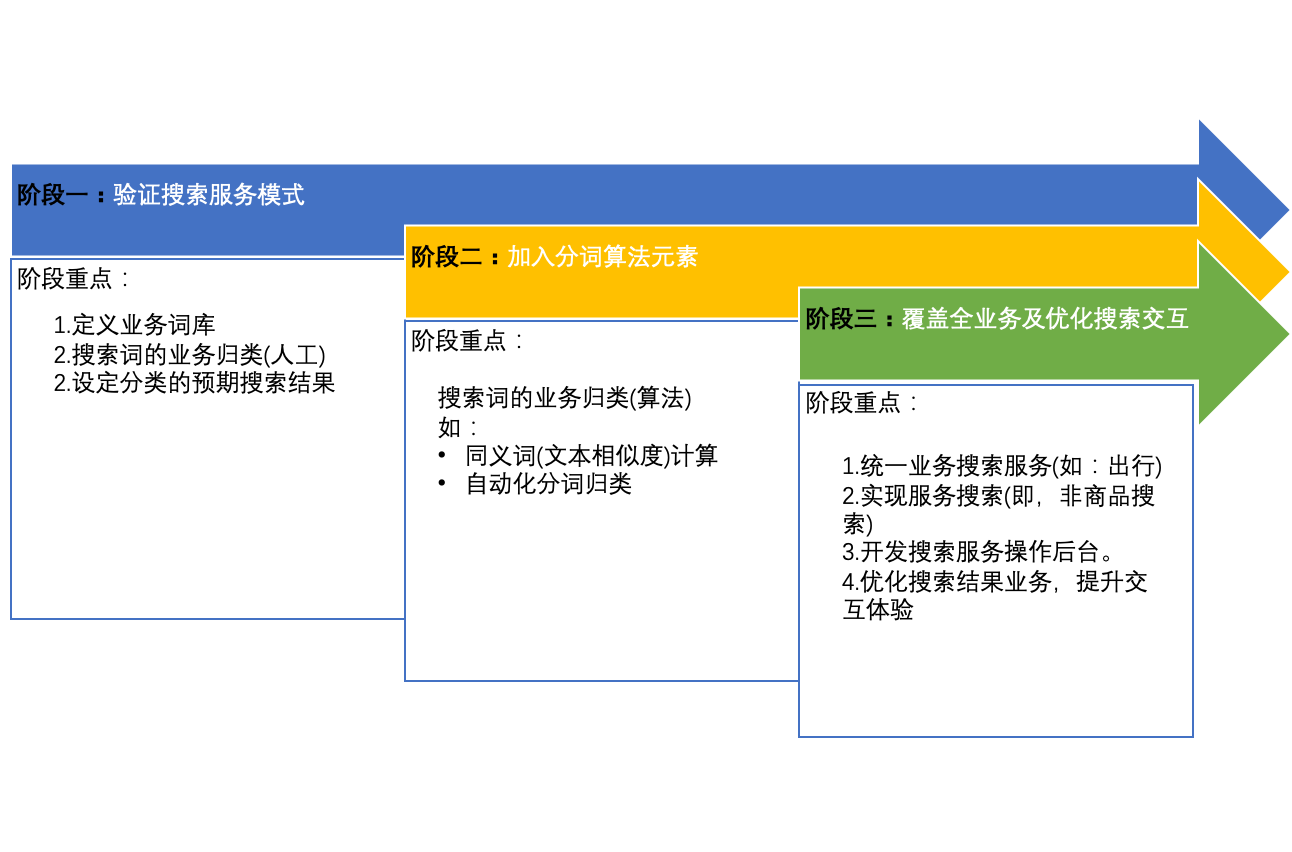 阶段一：验证搜索服务模式
阶段重点：
1.定义业务词库
2.搜索词的业务归类(人工)
2.设定分类的预期搜索结果
阶段二：加入分词算法元素
阶段重点：
搜索词的业务归类(算法)
如：
• 同义词(文本相似度)计算
• 自动化分词归类
阶段三：覆盖全业务及优化搜索交互
阶段重点：
1.统一业务搜索服务(如：出行)
2.实现服务搜索(即，非商品搜
索)
3.开发搜索服务操作后台。
4.优化搜索结果业务，提升交
互体验